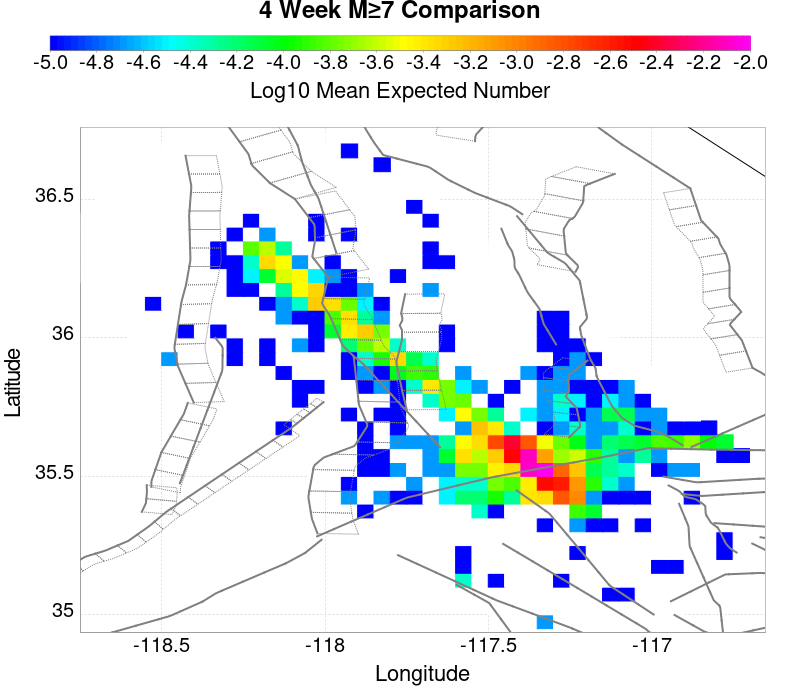 4 Week M≥7 Comparison
-5.0 -4.8 -4.6 -4.4 -4.2 -4.0 -3.8 -3.6 -3.4 -3.2 -3.0 -2.8 -2.6 -2.4 -2.2 -2.0
Log10 Mean Expected Number
36.5
36
35.5
35
Latitude
-118.5 -118 -117.5 -117
Longitude